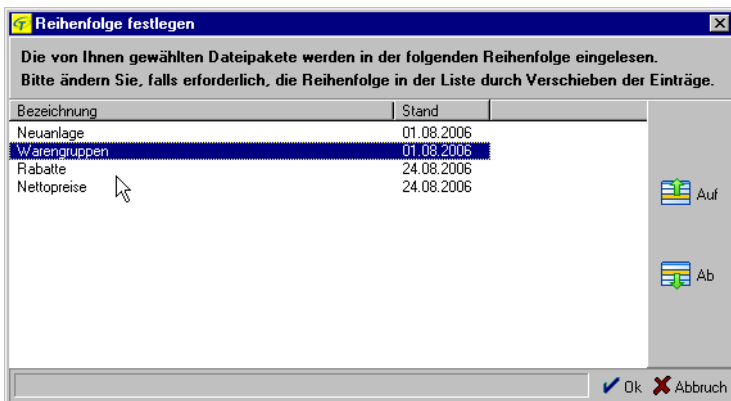 Reihenfolge festlegen
Die von Ihnen gewählten Dateipakete werden in der folgenden Reihenfolge eingelesen.
Bitte ändern Sie, falls erforderlich, die Reihenfolge in der Liste durch Verschieben der Einträge.
Bezeichnung Stand
Neuanlage 01.08.2006
Warengruppen 01.08.2006
Rabatte 24.08.2006
Nettopreise 24.08.2006
Auf
Ab
Ok Abbruch